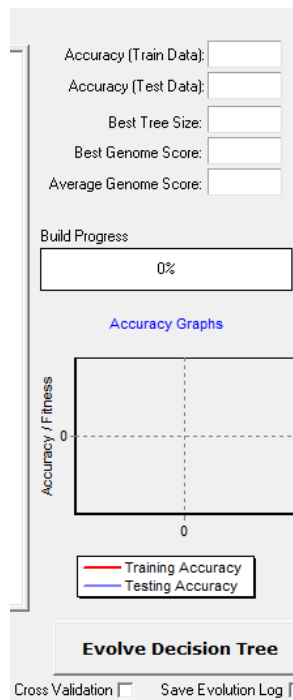 Accuracy (Train Data):
Accuracy (Test Data):
Best Tree Size:
Best Genome Score:
Average Genome Score:
Build Progress
0%
Accuracy Graphs
Accuracy / Fitness
0
0
Training Accuracy
Testing Accuracy
Evolve Decision Tree
Cross Validation Save Evolution Log